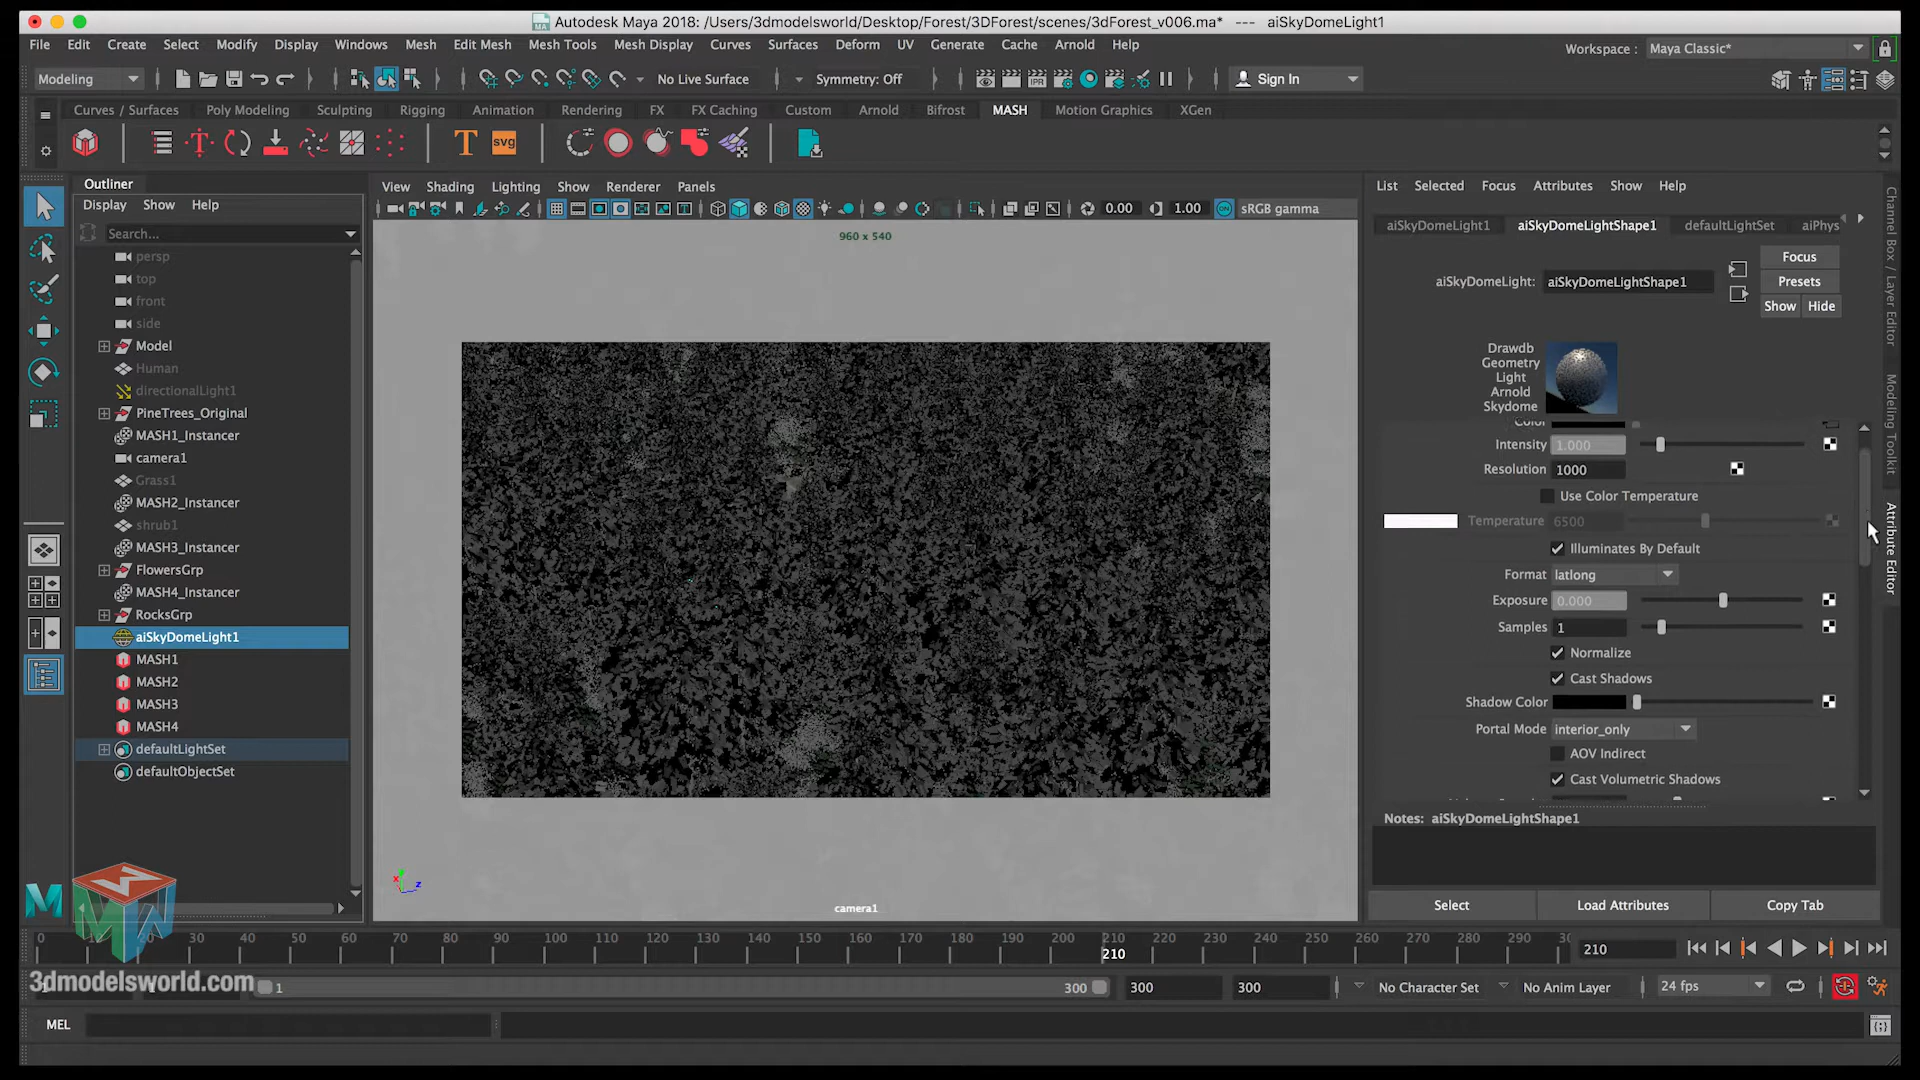 Autodesk Maya 2018: /Users/3dmodelsworld/Desktop/Forest/3DForest/scenes/3dForest_v006.ma* --- aiSkyDomeLight1
File Edit Create Select Modify Display Windows Mesh Edit Mesh Mesh Tools Mesh Display Curves Surfaces Deform UV Generate Cache Arnold Help
Workspace : Maya Classic*
Modeling No Live Surface Symmetry: Off Sign In
Curves / Surfaces Poly Modeling Sculpting Rigging Animation Rendering FX FX Caching Custom Arnold Bifrost MASH Motion Graphics XGen
T svg
Outliner
Display Show Help
Search...
persp
top
front
side
Model
Human
directionalLight1
PineTrees_Original
MASH1_Instancer
camera1
Grass1
MASH2_Instancer
shrub1
MASH3_Instancer
FlowersGrp
MASH4_Instancer
RocksGrp
aiSkyDomeLight1
MASH1
MASH2
MASH3
MASH4
defaultLightSet
defaultObjectSet
View Shading Lighting Show Renderer Panels
0.00 1.00 sRGB gamma
960 x 540
x z
camera1
List Selected Focus Attributes Show Help
aiSkyDomeLight1 aiSkyDomeLightShape1 defaultLightSet aiPhys
Focus
aiSkyDomeLight: aiSkyDomeLightShape1
Presets
Show Hide
Drawdb
Geometry
Light
Arnold
Skydome
Color
Intensity 1.000
Resolution 1000
Use Color Temperature
Temperature 6500
Illuminates By Default
Format latlong
Exposure 0.000
Samples 1
Normalize
Cast Shadows
Shadow Color
Portal Mode interior_only
AOV Indirect
Cast Volumetric Shadows
Notes: aiSkyDomeLightShape1
Select Load Attributes Copy Tab
Channel Box / Layer Editor
Modeling Toolkit
Attribute Editor
0 10 20 30 40 50 60 70 80 90 100 110 120 130 140 150 160 170 180 190 200 210 220 230 240 250 260 270 280 290 30
210
210
3dmodelsworld.com
1 300 300 300 No Character Set No Anim Layer 24 fps
MEL